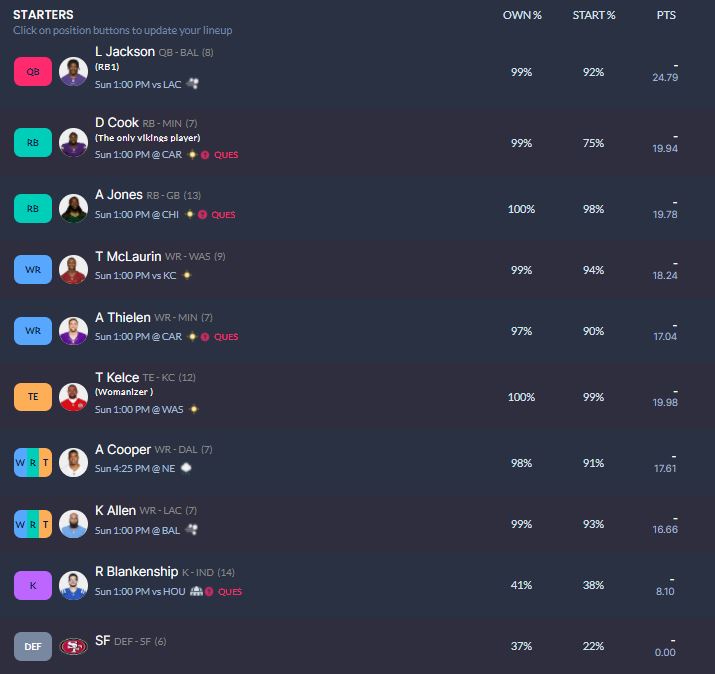 STARTERS OWN % START % PTS
Click on position buttons to update your lineup
L Jackson QB - BAL (8)
(RB1)
QB 99% 92% -
24.79
Sun 1:00 PM vs LAC
D Cook RB - MIN (7)
(The only vikings player)
RB 99% 75% -
19.94
Sun 1:00 PM @ CAR QUES
A Jones RB - GB (13)
RB 100% 98% -
19.78
Sun 1:00 PM @ CHI QUES
T McLaurin WR - WAS (9)
WR 99% 94% -
18.24
Sun 1:00 PM vs KC
A Thielen WR - MIN (7)
WR 97% 90% -
17.04
Sun 1:00 PM @ CAR QUES
T Kelce TE - KC (12)
(Womanizer )
TE 100% 99% -
19.98
Sun 1:00 PM @ WAS
A Cooper WR - DAL (7)
W R T 98% 91% -
17.61
Sun 4:25 PM @ NE
K Allen WR - LAC (7)
W R T 99% 93% -
16.66
Sun 1:00 PM @ BAL
R Blankenship K - IND (14)
K 41% 38% -
8.10
Sun 1:00 PM vs HOU QUES
SF DEF - SF (6)
DEF 37% 22% -
0.00